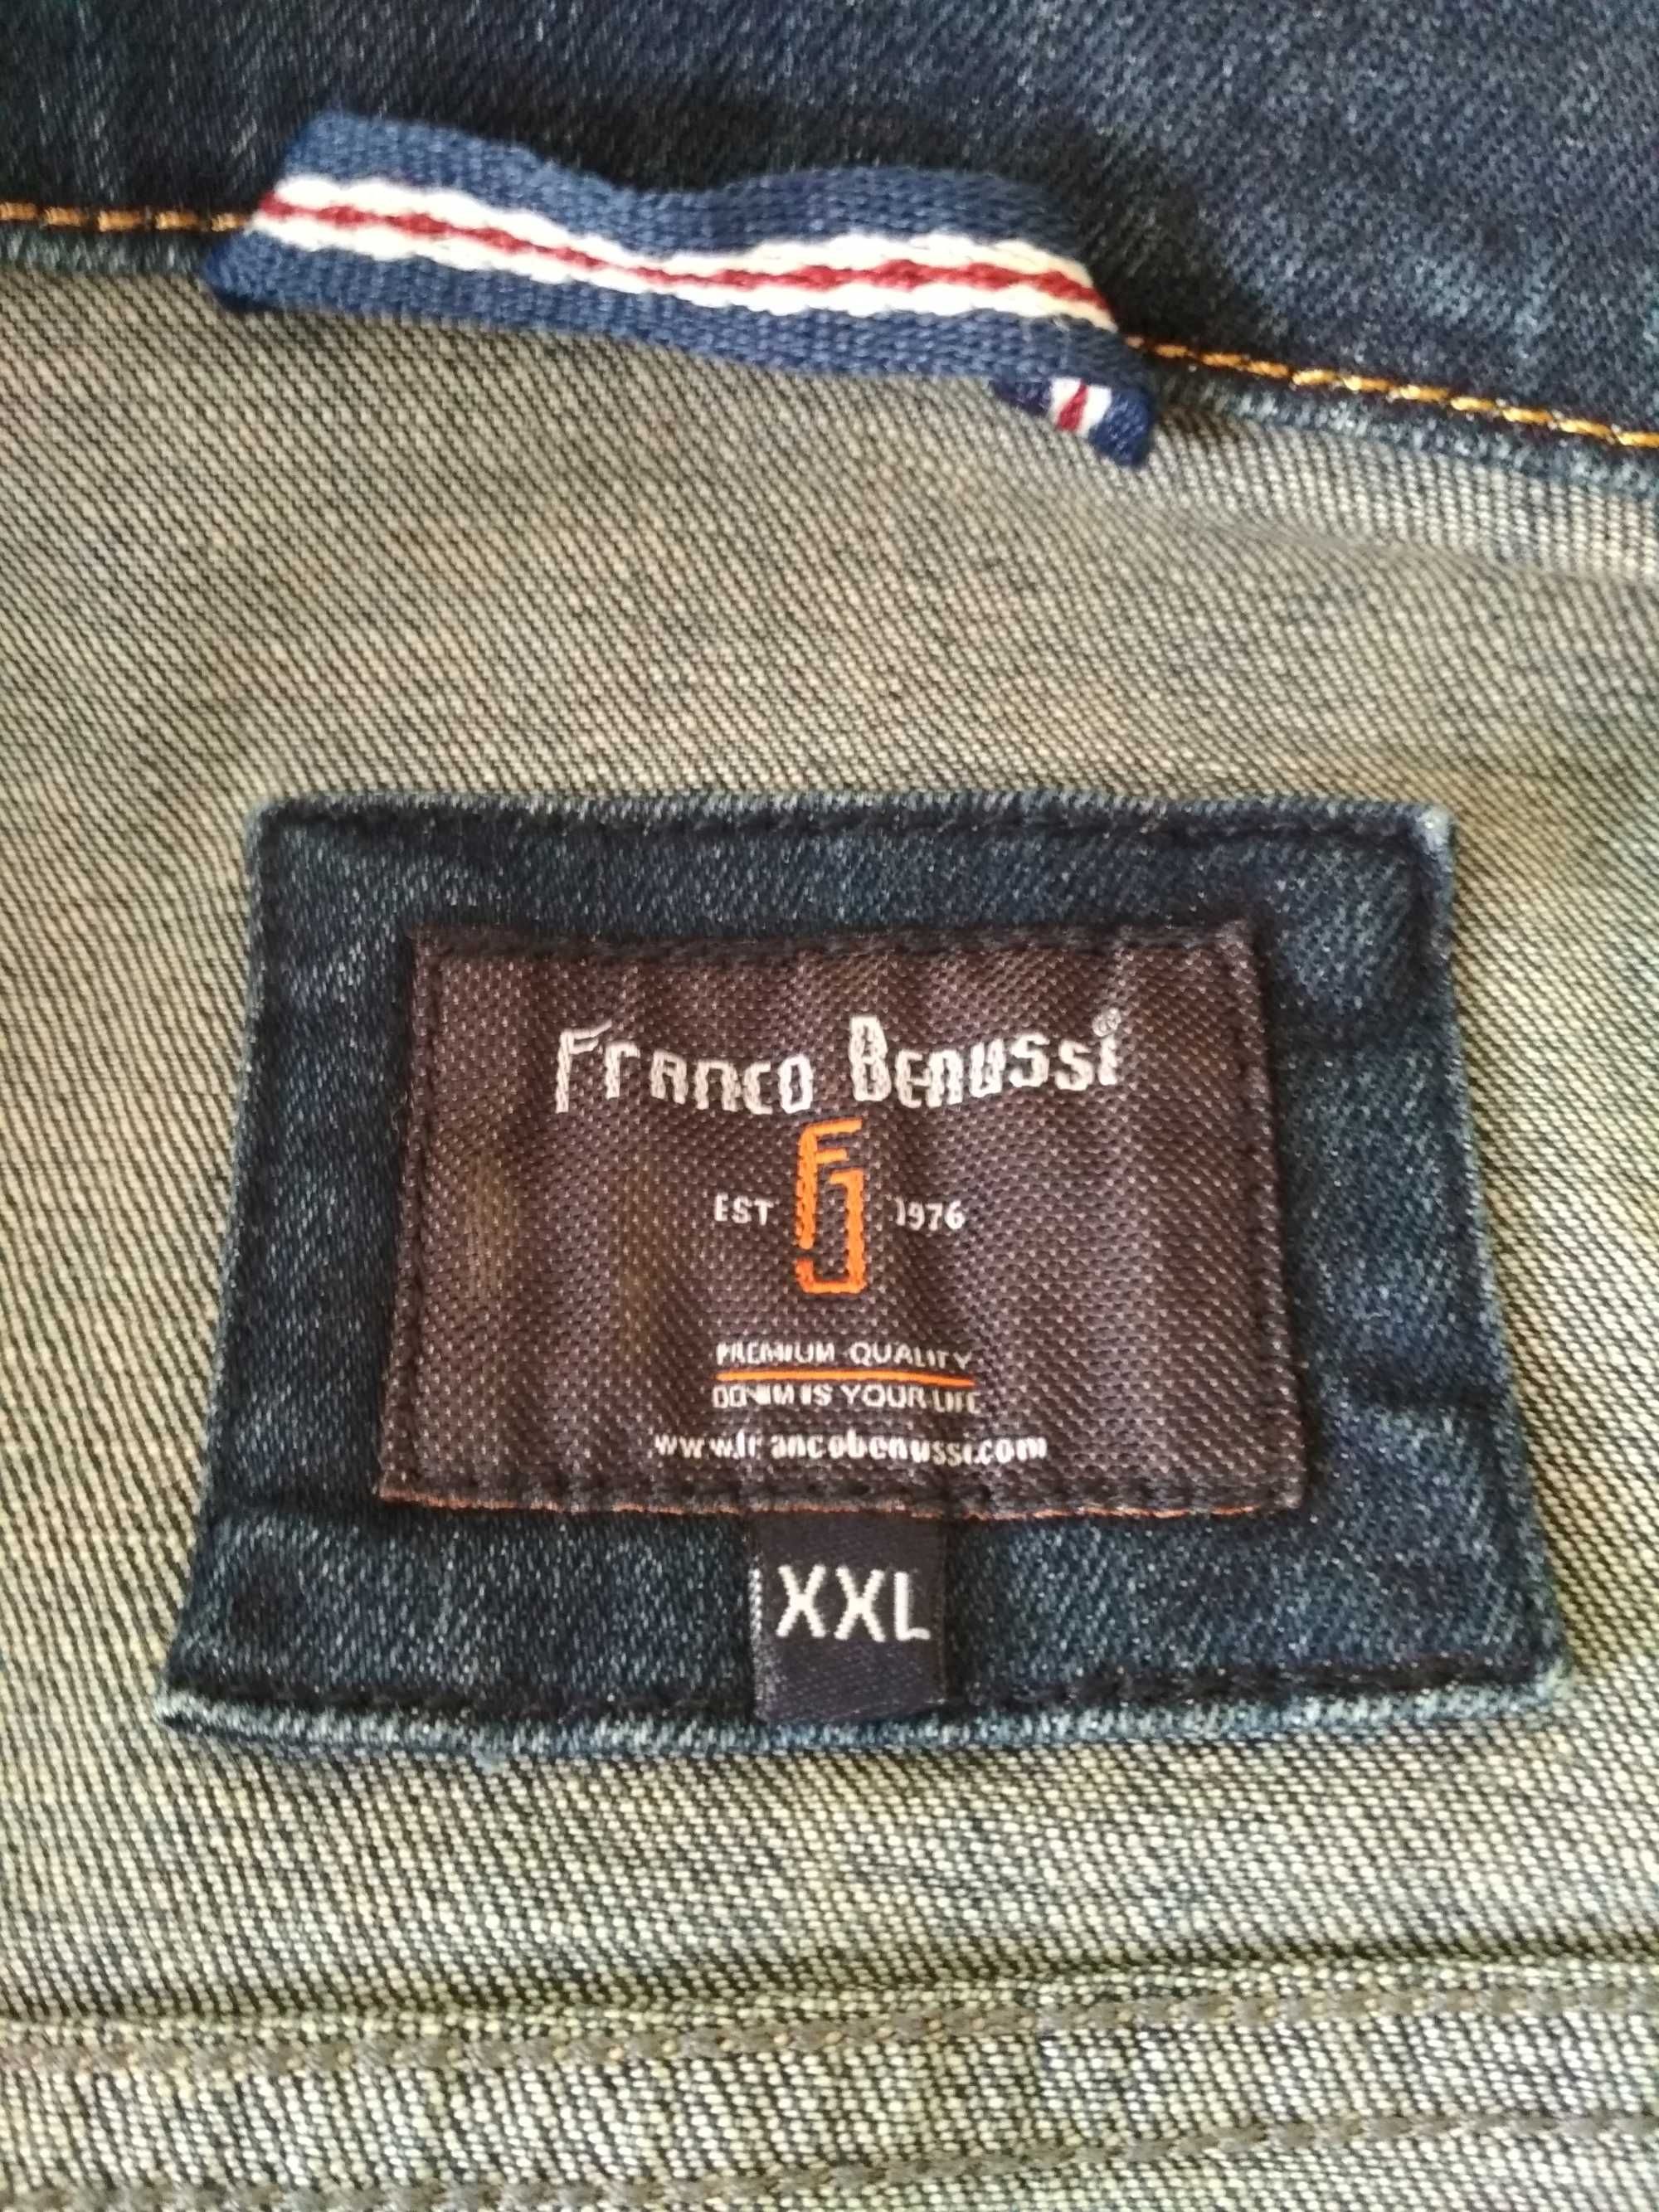 Franco Benussi®
EST FJ 1976
PREMIUM QUALITY
DENIM IS YOUR LIFE
www.francobenussi.com
XXL